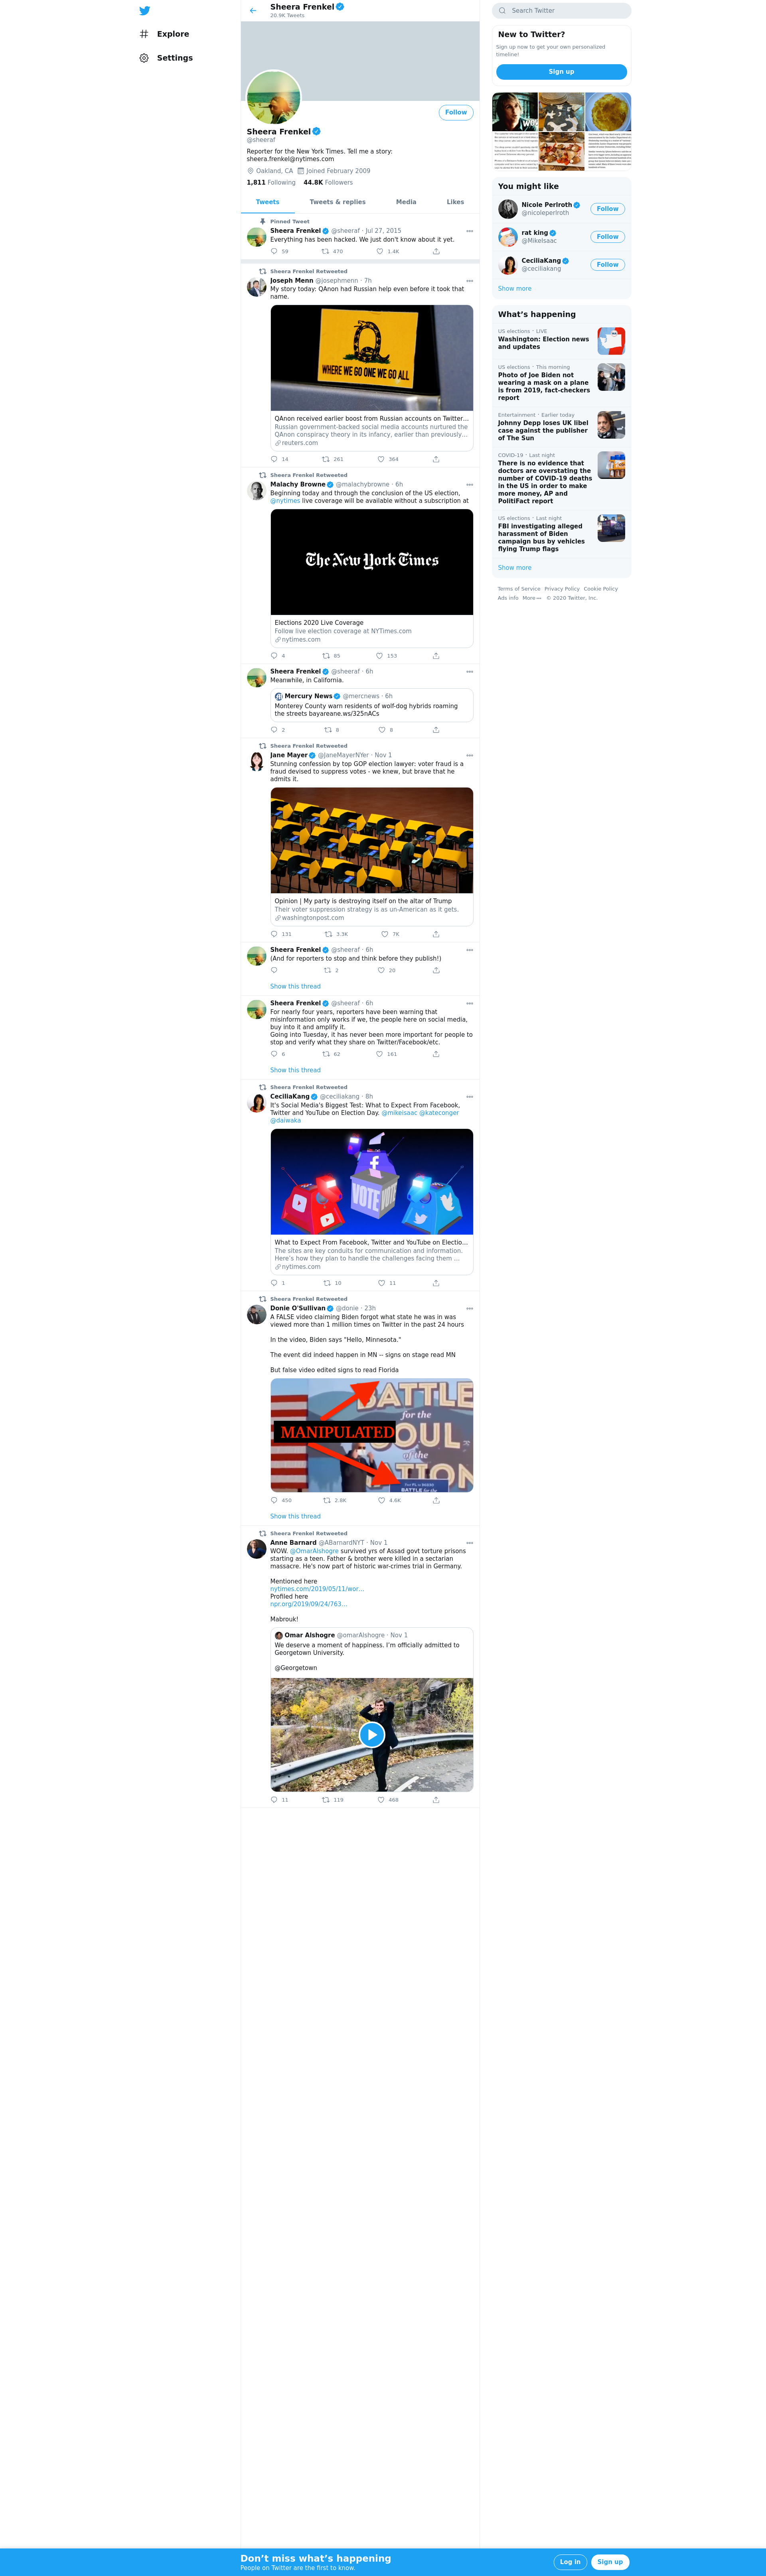 Explore
Settings
Sheera Frenkel
20.9K Tweets
Follow
Sheera Frenkel
@sheeraf
Reporter for the New York Times. Tell me a story:
sheera.frenkel@nytimes.com
Oakland, CA Joined February 2009
1,811 Following 44.8K Followers
Tweets Tweets & replies Media Likes
Pinned Tweet
Sheera Frenkel @sheeraf · Jul 27, 2015
Everything has been hacked. We just don't know about it yet.
59 470 1.4K
Sheera Frenkel Retweeted
Joseph Menn @josephmenn · 7h
My story today: QAnon had Russian help even before it took that
name.
WHERE WE GO ONE WE GO ALL
QAnon received earlier boost from Russian accounts on Twitter...
Russian government-backed social media accounts nurtured the
QAnon conspiracy theory in its infancy, earlier than previously...
reuters.com
14 261 364
Sheera Frenkel Retweeted
Malachy Browne @malachybrowne · 6h
Beginning today and through the conclusion of the US election,
@nytimes live coverage will be available without a subscription at
The New York Times
Elections 2020 Live Coverage
Follow live election coverage at NYTimes.com
nytimes.com
4 85 153
Sheera Frenkel @sheeraf · 6h
Meanwhile, in California.
Mercury News @mercnews · 6h
Monterey County warn residents of wolf-dog hybrids roaming
the streets bayareane.ws/325nACs
2 8 8
Sheera Frenkel Retweeted
Jane Mayer @JaneMayerNYer · Nov 1
Stunning confession by top GOP election lawyer: voter fraud is a
fraud devised to suppress votes - we knew, but brave that he
admits it.
Opinion | My party is destroying itself on the altar of Trump
Their voter suppression strategy is as un-American as it gets.
washingtonpost.com
131 3.3K 7K
Sheera Frenkel @sheeraf · 6h
(And for reporters to stop and think before they publish!)
2 20
Show this thread
Sheera Frenkel @sheeraf · 6h
For nearly four years, reporters have been warning that
misinformation only works if we, the people here on social media,
buy into it and amplify it.
Going into Tuesday, it has never been more important for people to
stop and verify what they share on Twitter/Facebook/etc.
6 62 161
Show this thread
Sheera Frenkel Retweeted
CeciliaKang @ceciliakang · 8h
It's Social Media's Biggest Test: What to Expect From Facebook,
Twitter and YouTube on Election Day. @mikeisaac @kateconger
@daiwaka
VOTE
What to Expect From Facebook, Twitter and YouTube on Electio...
The sites are key conduits for communication and information.
Here's how they plan to handle the challenges facing them ...
nytimes.com
1 10 11
Sheera Frenkel Retweeted
Donie O'Sullivan @donie · 23h
A FALSE video claiming Biden forgot what state he was in was
viewed more than 1 million times on Twitter in the past 24 hours
In the video, Biden says "Hello, Minnesota."
The event did indeed happen in MN -- signs on stage read MN
But false video edited signs to read Florida
BATTLE
for the
SOUL
of the
ATION
MANIPULATED
BATTLE for the
450 2.8K 4.6K
Show this thread
Sheera Frenkel Retweeted
Anne Barnard @ABarnardNYT · Nov 1
WOW. @OmarAlshogre survived yrs of Assad govt torture prisons
starting as a teen. Father & brother were killed in a sectarian
massacre. He's now part of historic war-crimes trial in Germany.
Mentioned here
nytimes.com/2019/05/11/wor...
Profiled here
npr.org/2019/09/24/763...
Mabrouk!
Omar Alshogre @omarAlshogre · Nov 1
We deserve a moment of happiness. I'm officially admitted to
Georgetown University.
@Georgetown
11 119 468
Search Twitter
New to Twitter?
Sign up now to get your own personalized
timeline!
Sign up
You might like
Nicole Perlroth
@nicoleperlroth
Follow
rat king
@MikeIsaac
Follow
CeciliaKang
@ceciliakang
Follow
Show more
What's happening
US elections · LIVE
Washington: Election news
and updates
US elections · This morning
Photo of Joe Biden not
wearing a mask on a plane
is from 2019, fact-checkers
report
Entertainment · Earlier today
Johnny Depp loses UK libel
case against the publisher
of The Sun
COVID-19 · Last night
There is no evidence that
doctors are overstating the
number of COVID-19 deaths
in the US in order to make
more money, AP and
PolitiFact report
US elections · Last night
FBI investigating alleged
harassment of Biden
campaign bus by vehicles
flying Trump flags
Show more
Terms of Service Privacy Policy Cookie Policy
Ads info More © 2020 Twitter, Inc.
Don't miss what's happening
People on Twitter are the first to know.
Log in
Sign up